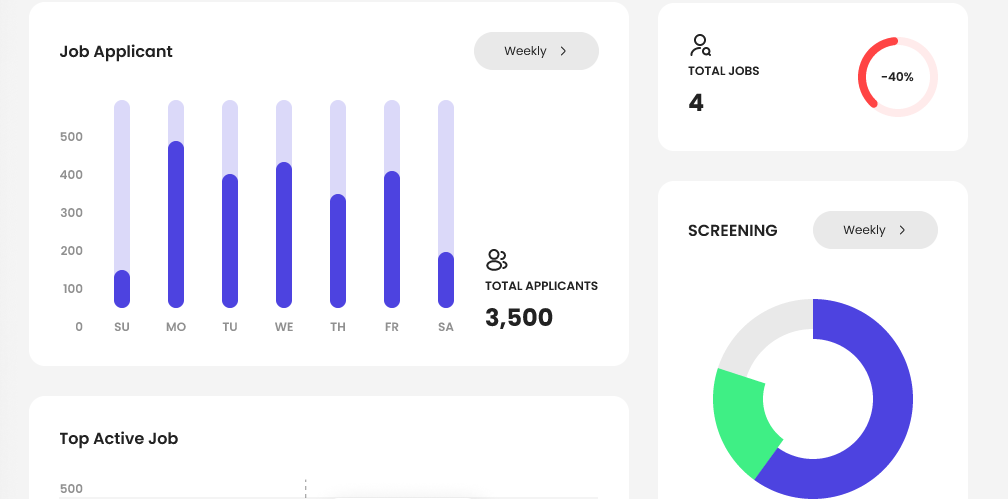 Job Applicant
Weekly
500
400
300
200
100
0
SU MO TU WE TH FR SA
TOTAL APPLICANTS
3,500
TOTAL JOBS
4
-40%
SCREENING
Weekly
Top Active Job
500